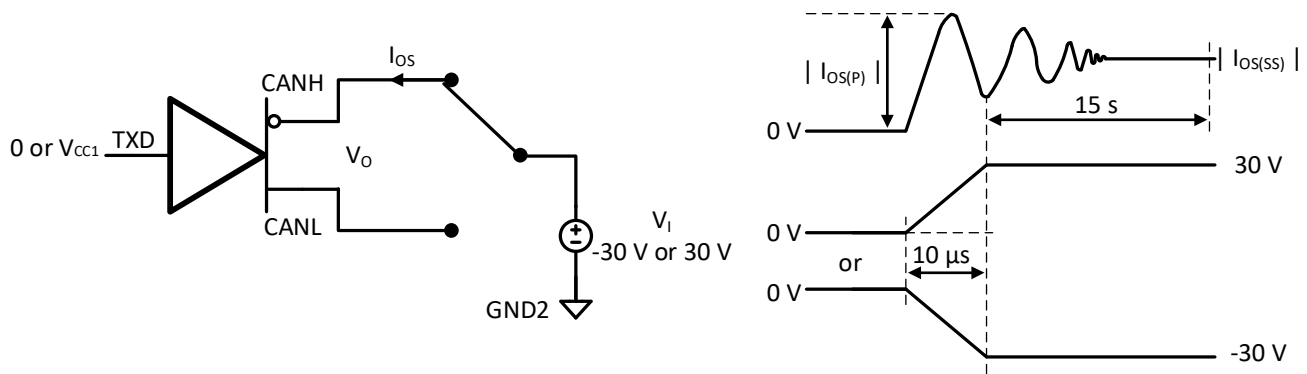 I_OS
CANH
0 or V_CC1 TXD
V_O
CANL
V_I
-30 V or 30 V
GND2
| I_OS(P) |
| I_OS(SS) |
15 s
0 V
30 V
0 V
10 µs
or
0 V
-30 V